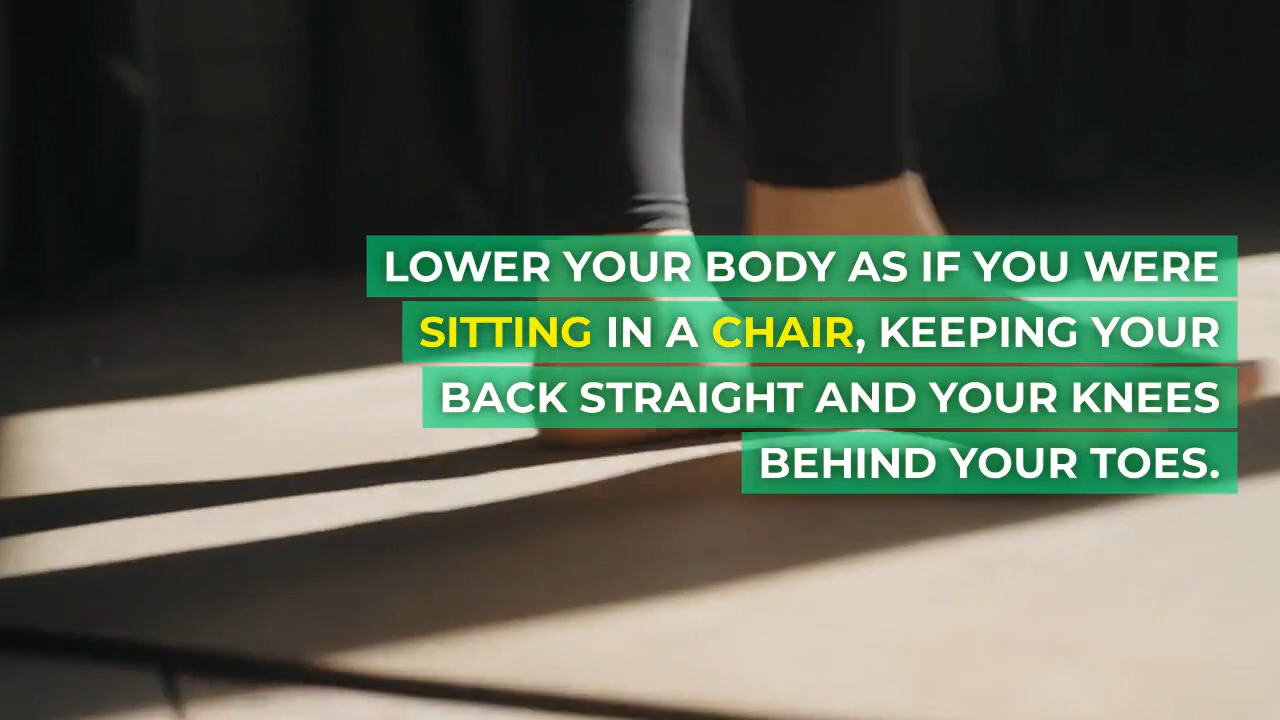 LOWER YOUR BODY AS IF YOU WERE
SITTING IN A CHAIR, KEEPING YOUR
BACK STRAIGHT AND YOUR KNEES
BEHIND YOUR TOES.